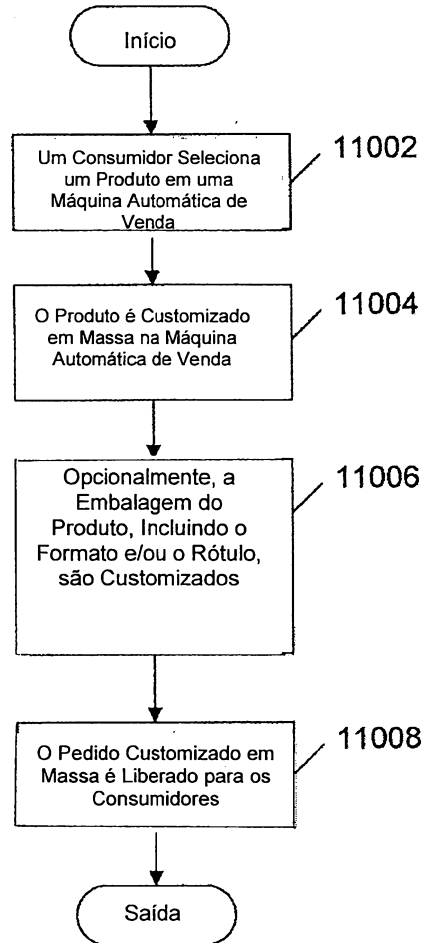 Início
Um Consumidor Seleciona
um Produto em uma
Máquina Automática de
Venda
11002
O Produto é Customizado
em Massa na Máquina
Automática de Venda
11004
Opcionalmente, a
Embalagem do
Produto, Incluindo o
Formato e/ou o Rótulo,
são Customizados
11006
O Pedido Customizado em
Massa é Liberado para os
Consumidores
11008
Saída